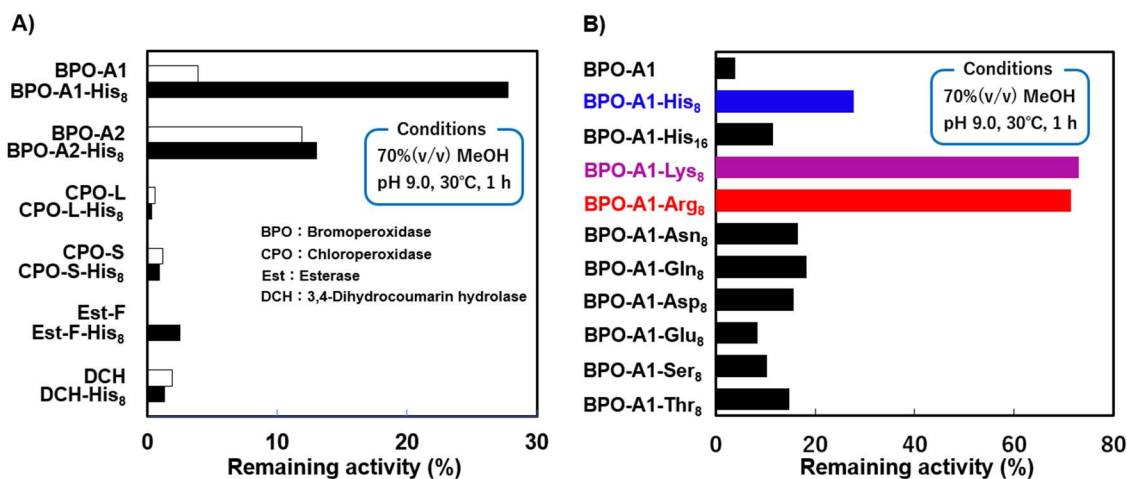 A)
BPO-A1
BPO-A1-His₈
BPO-A2
BPO-A2-His₈
CPO-L
CPO-L-His₈
CPO-S
CPO-S-His₈
Est-F
Est-F-His₈
DCH
DCH-His₈
Conditions
70%(v/v) MeOH
pH 9.0, 30℃, 1 h
BPO：Bromoperoxidase
CPO：Chloroperoxidase
Est：Esterase
DCH：3,4-Dihydrocoumarin hydrolase
0 10 20 30
Remaining activity (%)
B)
BPO-A1
BPO-A1-His₈
BPO-A1-His₁₆
BPO-A1-Lys₈
BPO-A1-Arg₈
BPO-A1-Asn₈
BPO-A1-Gln₈
BPO-A1-Asp₈
BPO-A1-Glu₈
BPO-A1-Ser₈
BPO-A1-Thr₈
Conditions
70%(v/v) MeOH
pH 9.0, 30℃, 1 h
0 20 40 60 80
Remaining activity (%)